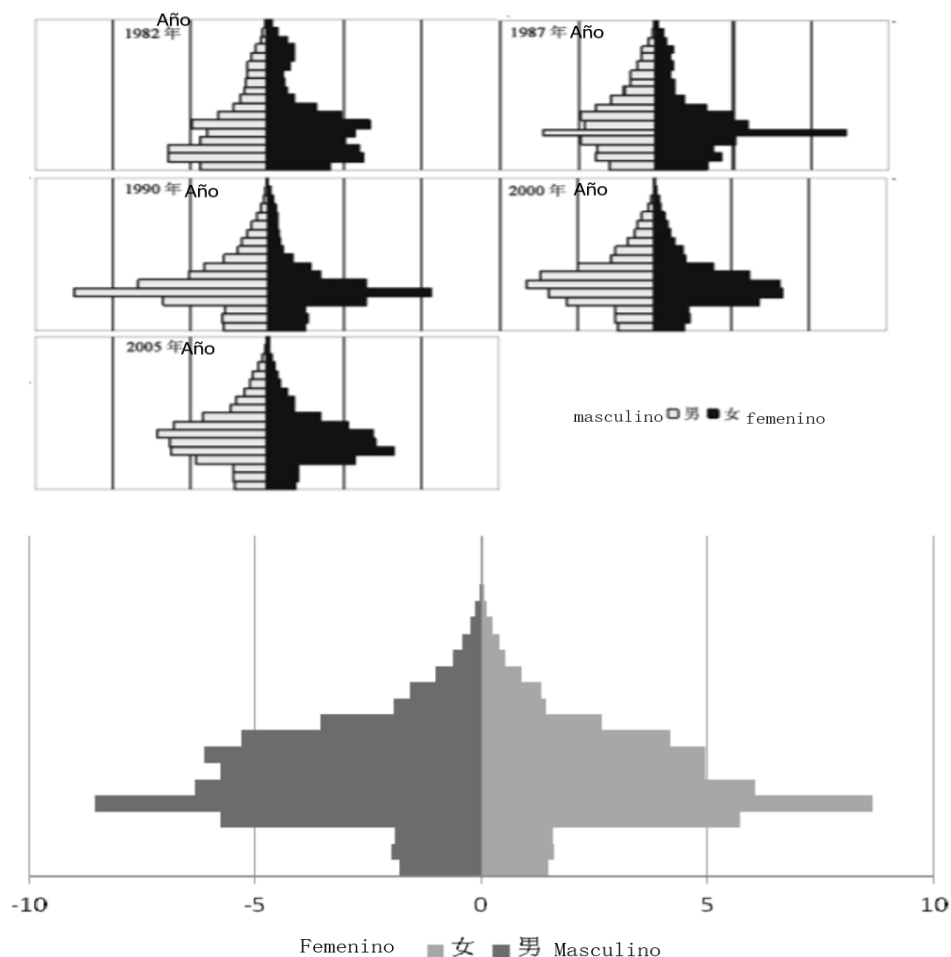 Año
1982 年
1987 年 Año
1990 年 Año
2000 年 Año
2005 年 Año
masculino 男 女 femenino
-10 -5 0 5 10
Femenino 女 男 Masculino